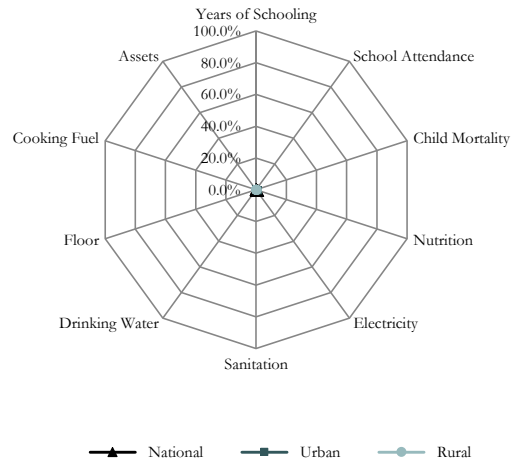 Years of Schooling
100.0%
Assets
School Attendance
80.0%
60.0%
40.0%
Cooking Fuel
Child Mortality
20.0%
0.0%
Floor
Nutrition
Drinking Water
Electricity
Sanitation
National Urban Rural